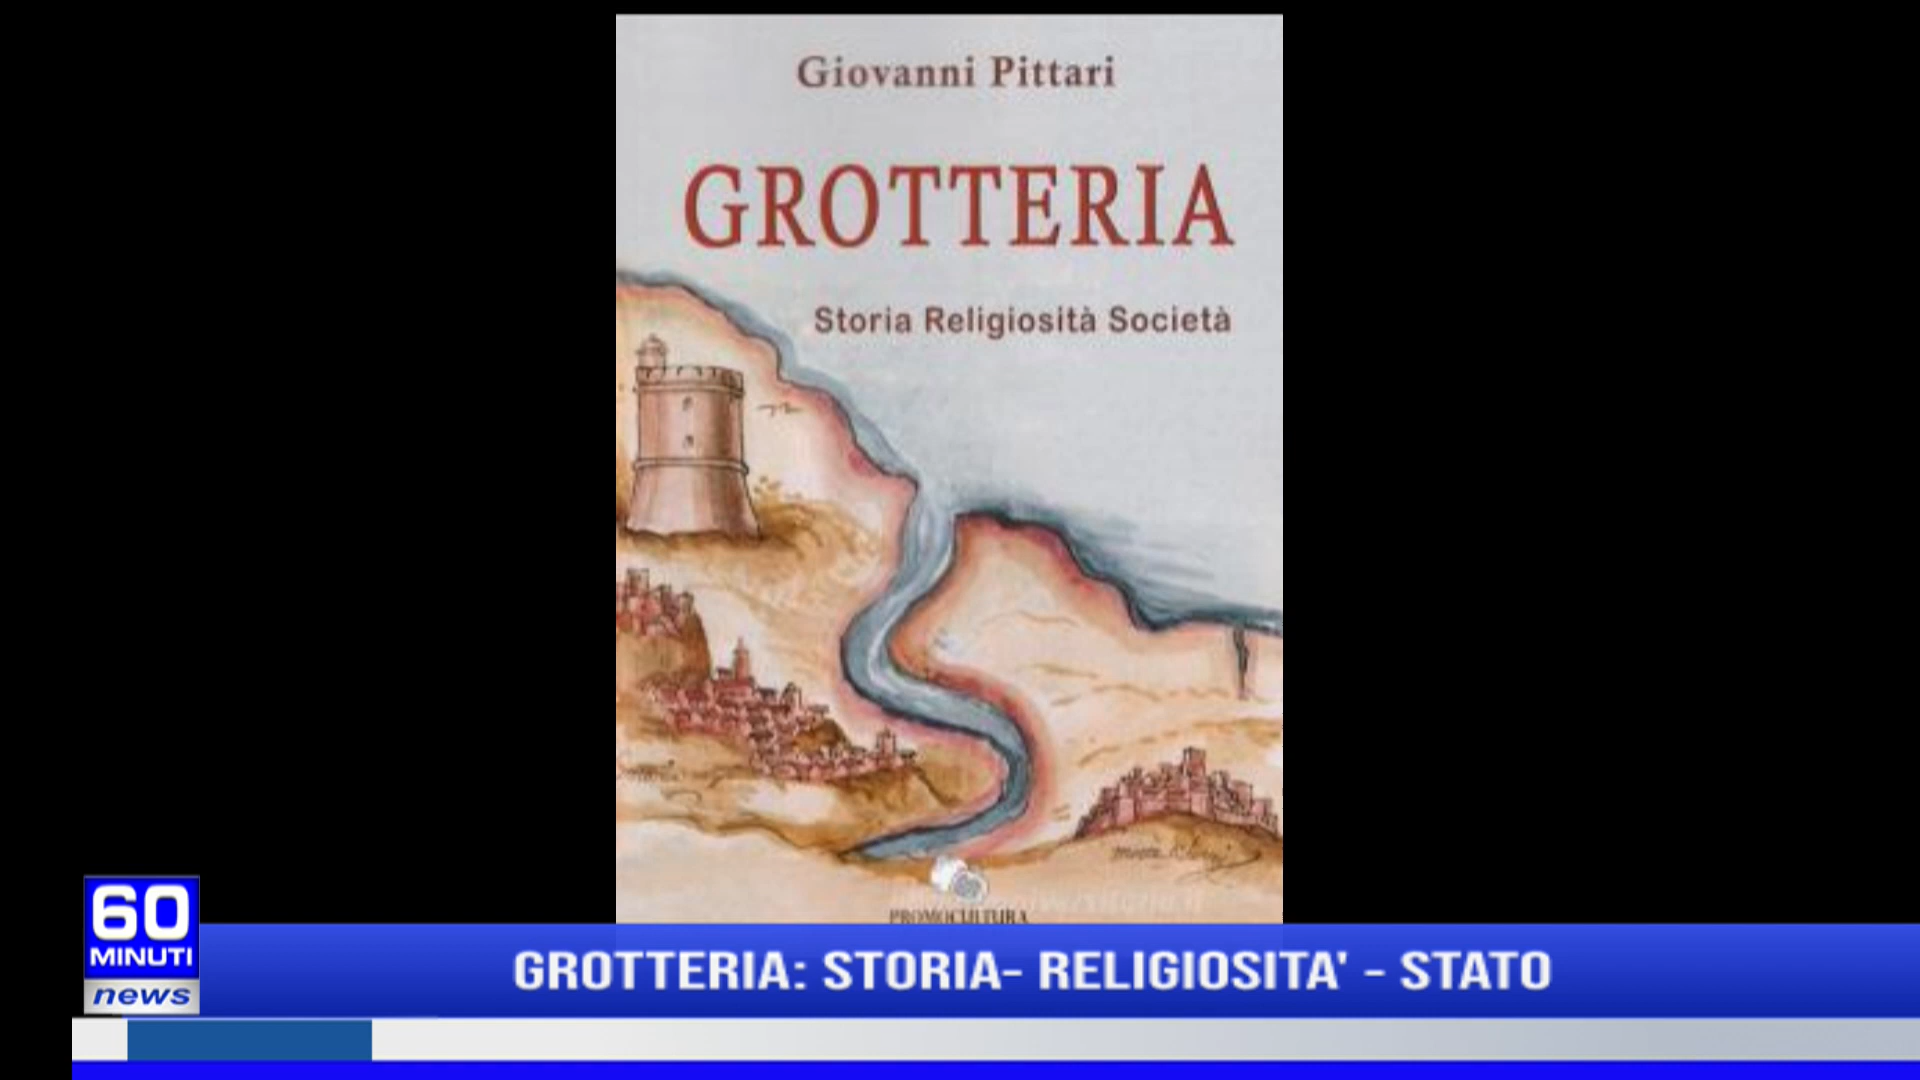 Giovanni Pittari
GROTTERIA
Storia Religiosità Società
PROMOCULTURA
60
MINUTI
news
GROTTERIA: STORIA- RELIGIOSITA' - STATO